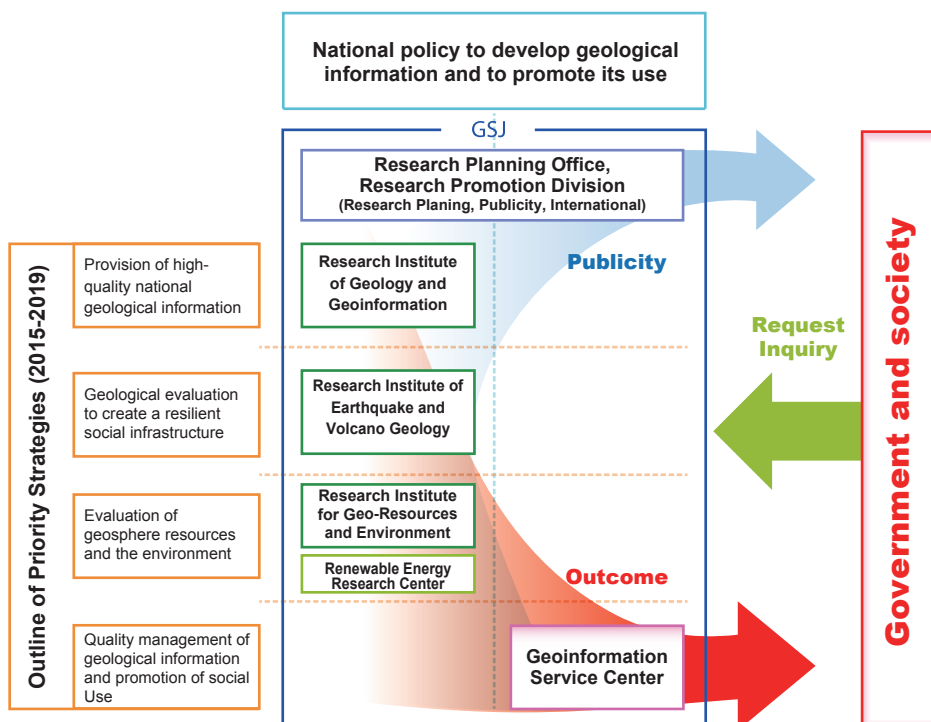 National policy to develop geological
information and to promote its use
GSJ
Research Planning Office,
Research Promotion Division
(Research Planing, Publicity, International)
Outline of Priority Strategies (2015-2019)
Provision of high-
quality national
geological information
Research Institute
of Geology and
Geoinformation
Publicity
Geological evaluation
to create a resilient
social infrastructure
Research Institute of
Earthquake and
Volcano Geology
Request
Inquiry
Government and society
Evaluation of
geosphere resources
and the environment
Research Institute
for Geo-Resources
and Environment
Renewable Energy
Research Center
Outcome
Quality management of
geological information
and promotion of social
Use
Geoinformation
Service Center